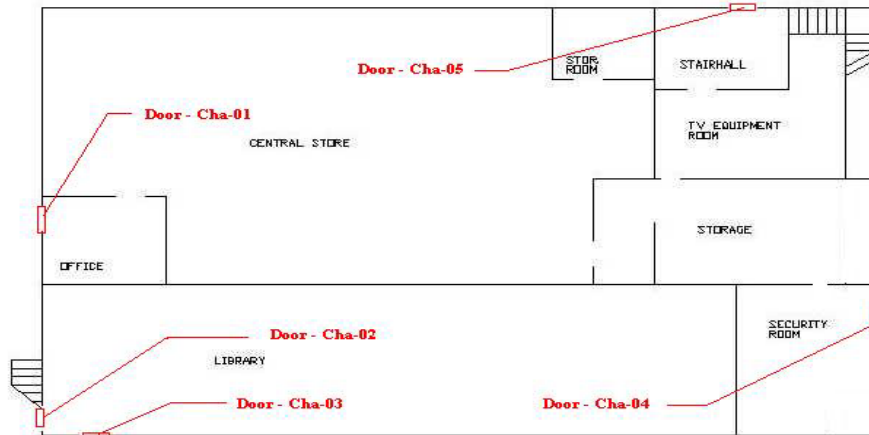 STOR
ROOM
Door - Cha-05
STAIRHALL
Door - Cha-01
TV EQUIPMENT
ROOM
CENTRAL STORE
STORAGE
OFFICE
SECURITY
ROOM
Door - Cha-02
LIBRARY
Door - Cha-03
Door - Cha-04